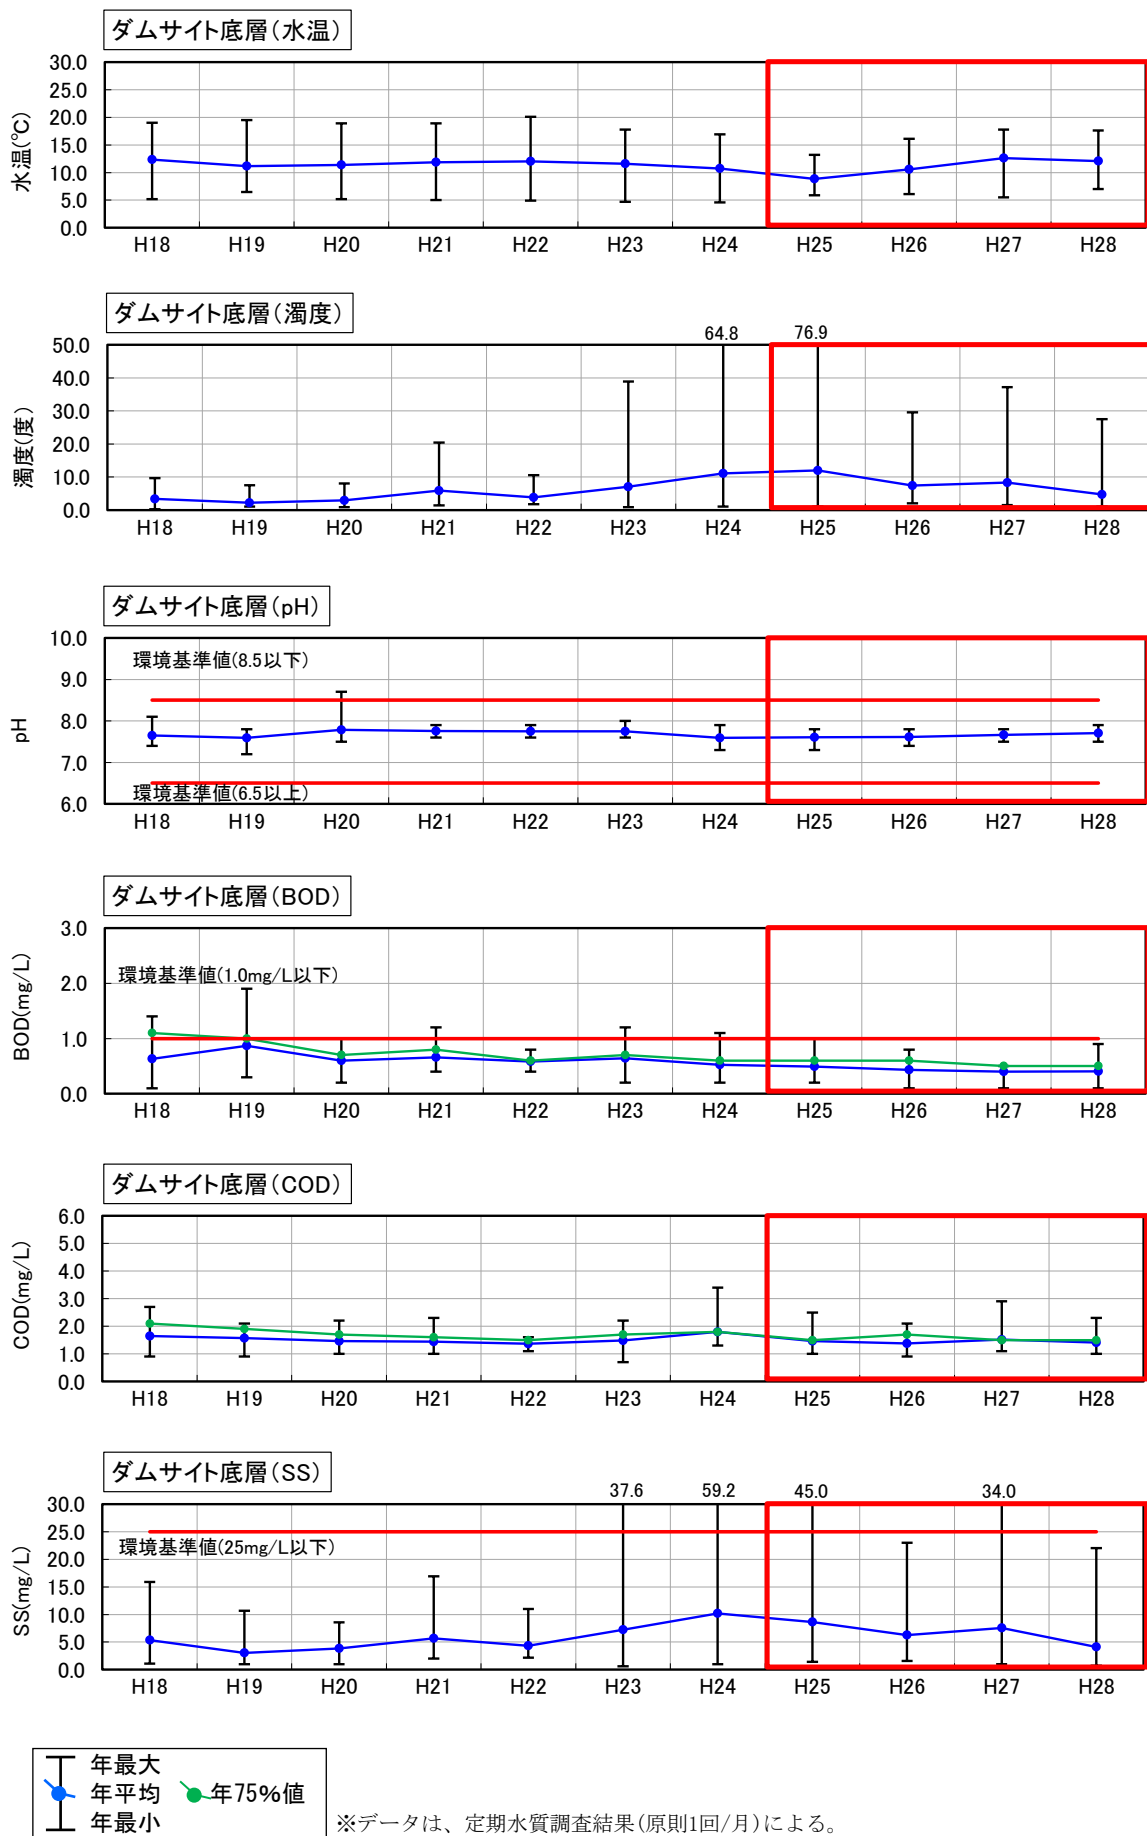 ダムサイト底層(水温)
水温(℃)
30.0
25.0
20.0
15.0
10.0
5.0
0.0
H18 H19 H20 H21 H22 H23 H24 H25 H26 H27 H28
ダムサイト底層(濁度)
64.8 76.9
濁度(度)
50.0
40.0
30.0
20.0
10.0
0.0
H18 H19 H20 H21 H22 H23 H24 H25 H26 H27 H28
ダムサイト底層(pH)
pH
10.0
環境基準値(8.5以下)
9.0
8.0
7.0
環境基準値(6.5以上)
6.0
H18 H19 H20 H21 H22 H23 H24 H25 H26 H27 H28
ダムサイト底層(BOD)
BOD(mg/L)
3.0
環境基準値(1.0mg/L以下)
2.0
1.0
0.0
H18 H19 H20 H21 H22 H23 H24 H25 H26 H27 H28
ダムサイト底層(COD)
COD(mg/L)
6.0
5.0
4.0
3.0
2.0
1.0
0.0
H18 H19 H20 H21 H22 H23 H24 H25 H26 H27 H28
ダムサイト底層(SS)
37.6 59.2 45.0 34.0
SS(mg/L)
30.0
25.0
環境基準値(25mg/L以下)
20.0
15.0
10.0
5.0
0.0
H18 H19 H20 H21 H22 H23 H24 H25 H26 H27 H28
年最大
年平均 年75%値
年最小
※データは、定期水質調査結果(原則1回/月)による。